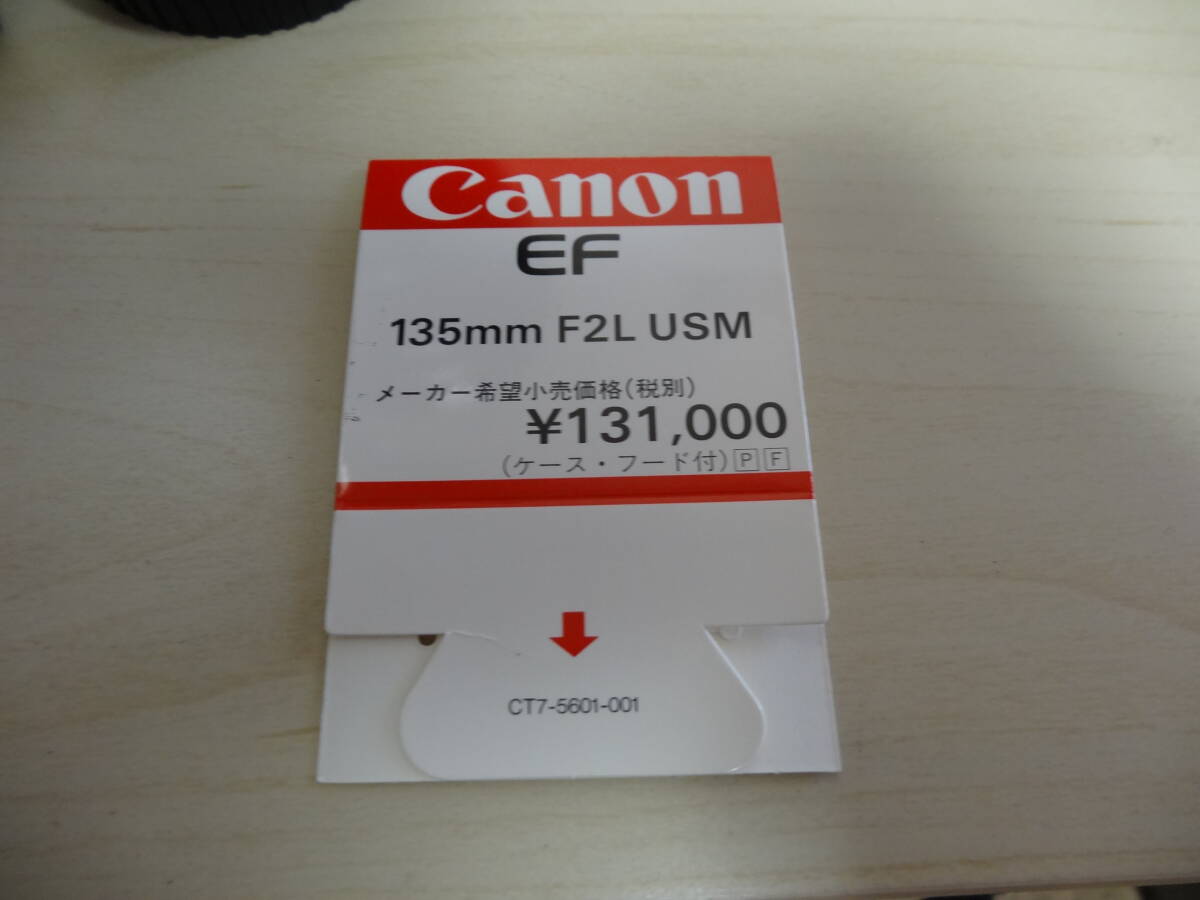 Canon
EF
135mm F2L USM
メーカー希望小売価格(税別)
¥131,000
(ケース・フード付)PF
CT7-5601-001